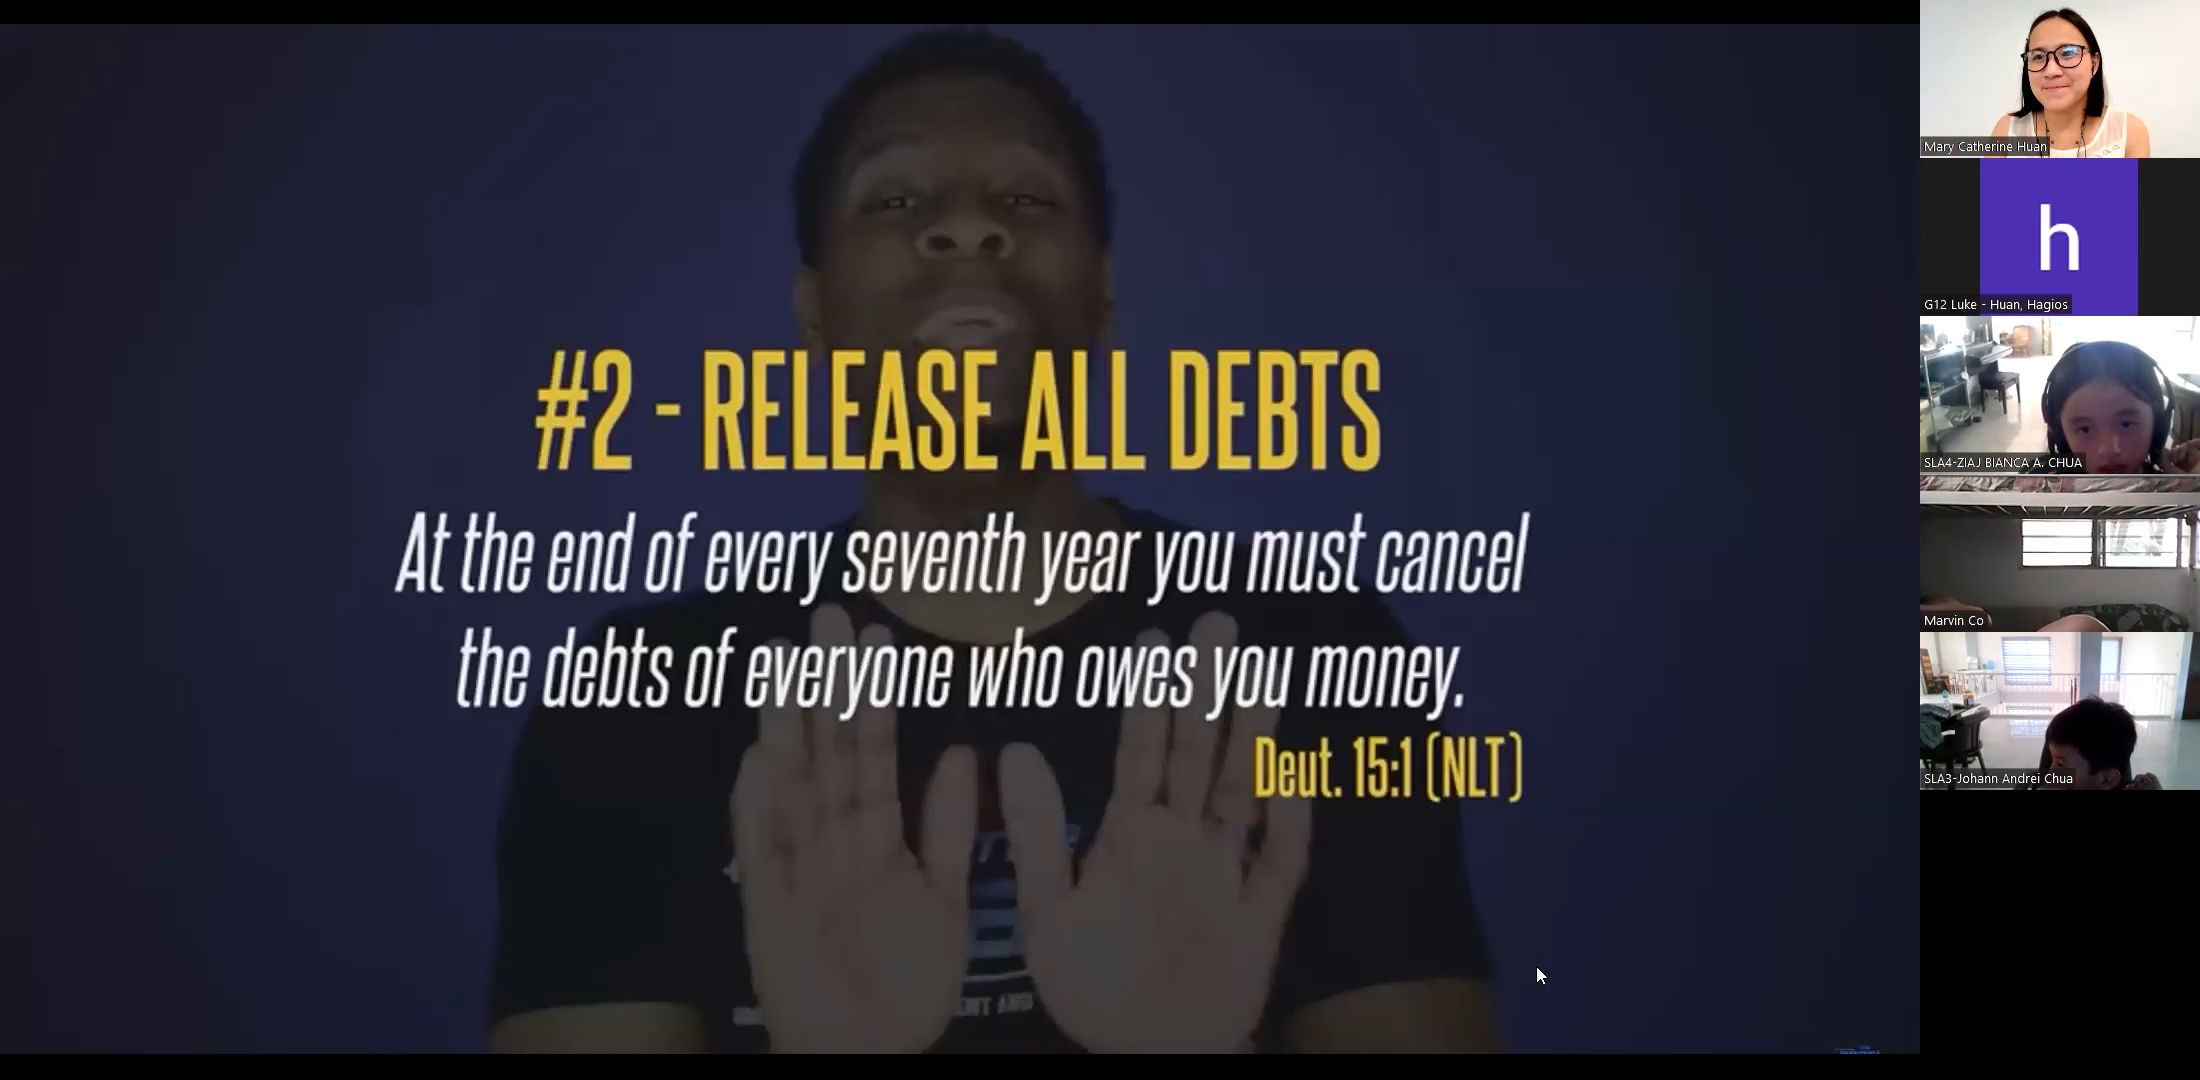 #2 - RELEASE ALL DEBTS
At the end of every seventh year you must cancel
the debts of everyone who owes you money.
Deut. 15:1 (NLT)
Mary Catherine Huan
h
G12 Luke - Huan, Hagios
SLA4-ZIAJ BIANCA A. CHUA
Marvin Co
SLA3-Johann Andrei Chua